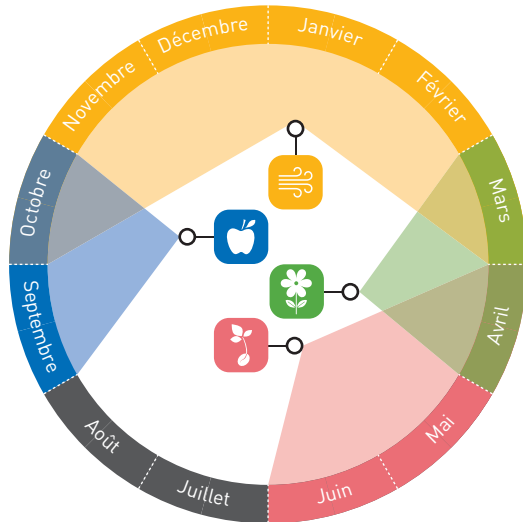 Janvier
Février
Mars
Avril
Mai
Juin
Juillet
Août
Septembre
Octobre
Novembre
Décembre